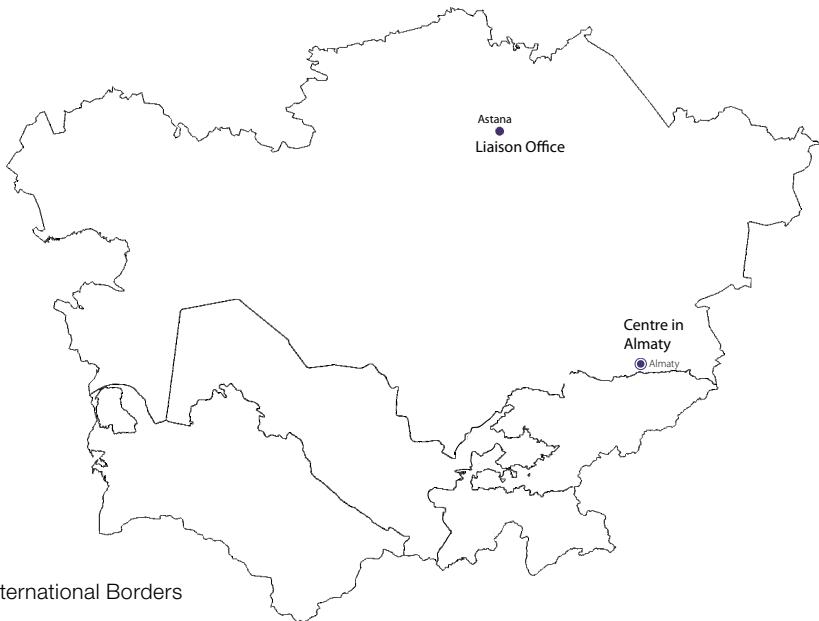 Astana
Liaison Office
Centre in
Almaty
Almaty
ternational Borders